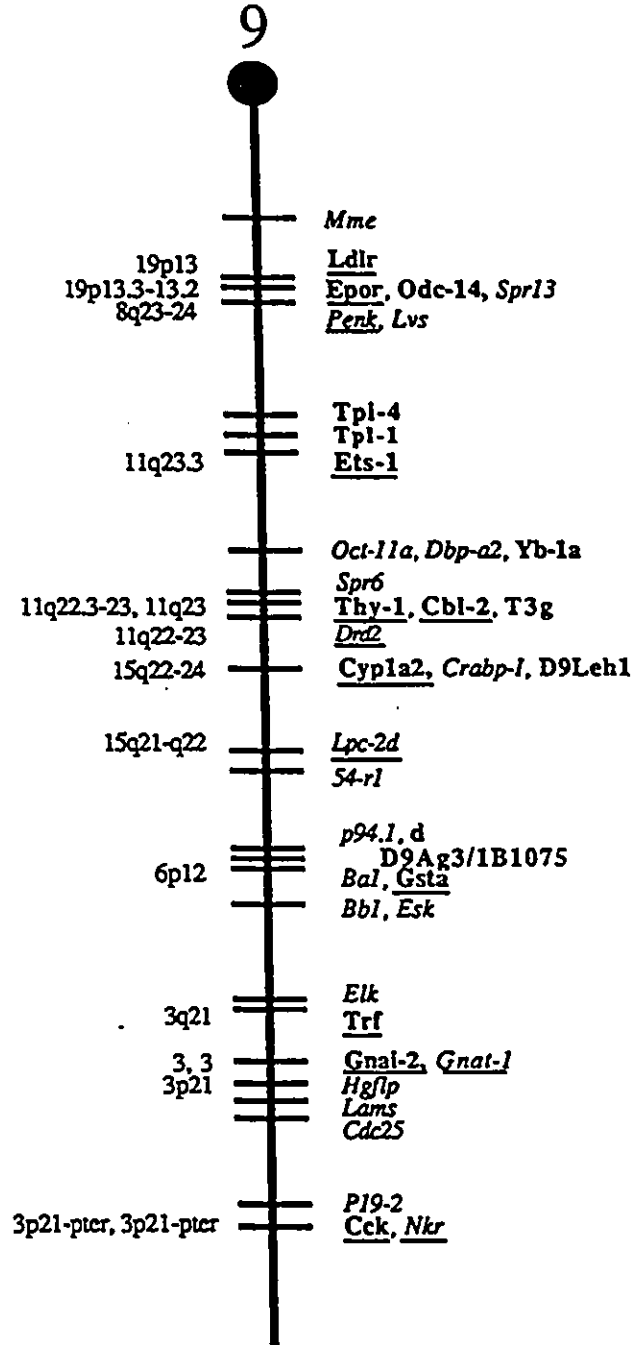 9
Mme
19p13 Ldlr
19p13.3-13.2 Epor, Odc-14, Spr13
8q23-24 Penk, Lvs
Tpl-4
Tpl-1
11q23.3 Ets-1
Oct-11a, Dbp-a2, Yb-1a
Spr6
11q22.3-23, 11q23 Thy-1, Cbl-2, T3g
11q22-23 Drd2
15q22-24 Cyp1a2, Crabp-I, D9Leh1
15q21-q22 Lpc-2d
54-r1
p94.1, d
D9Ag3/1B1075
6p12 Ba1, Gsta
Bb1, Esk
Elk
3q21 Trf
3, 3 Gnai-2, Gnat-1
3p21 Hgflp
Lams
Cdc25
P19-2
3p21-pter, 3p21-pter Cck, Nkr